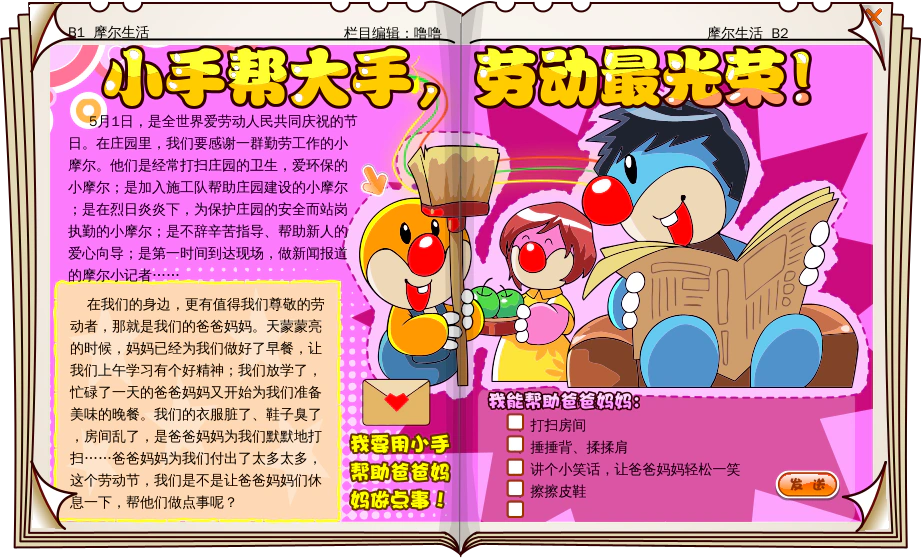 B1 摩尔生活
栏目编辑：噜噜
摩尔生活 B2
小手帮大手，劳动最光荣！
5月1日，是全世界爱劳动人民共同庆祝的节
日。在庄园里，我们要感谢一群勤劳工作的小
摩尔。他们是经常打扫庄园的卫生，爱环保的
小摩尔；是加入施工队帮助庄园建设的小摩尔
；是在烈日炎炎下，为保护庄园的安全而站岗
执勤的小摩尔；是不辞辛苦指导、帮助新人的
爱心向导；是第一时间到达现场，做新闻报道
的摩尔小记者……
在我们的身边，更有值得我们尊敬的劳
动者，那就是我们的爸爸妈妈。天蒙蒙亮
的时候，妈妈已经为我们做好了早餐，让
我们上午学习有个好精神；我们放学了，
忙碌了一天的爸爸妈妈又开始为我们准备
美味的晚餐。我们的衣服脏了、鞋子臭了
，房间乱了，是爸爸妈妈为我们默默地打
扫……爸爸妈妈为我们付出了太多太多，
这个劳动节，我们是不是让爸爸妈妈们休
息一下，帮他们做点事呢？
我要用小手
帮助爸爸妈
妈做点事！
我能帮助爸爸妈妈：
打扫房间
捶捶背、揉揉肩
讲个小笑话，让爸爸妈妈轻松一笑
擦擦皮鞋
发 送